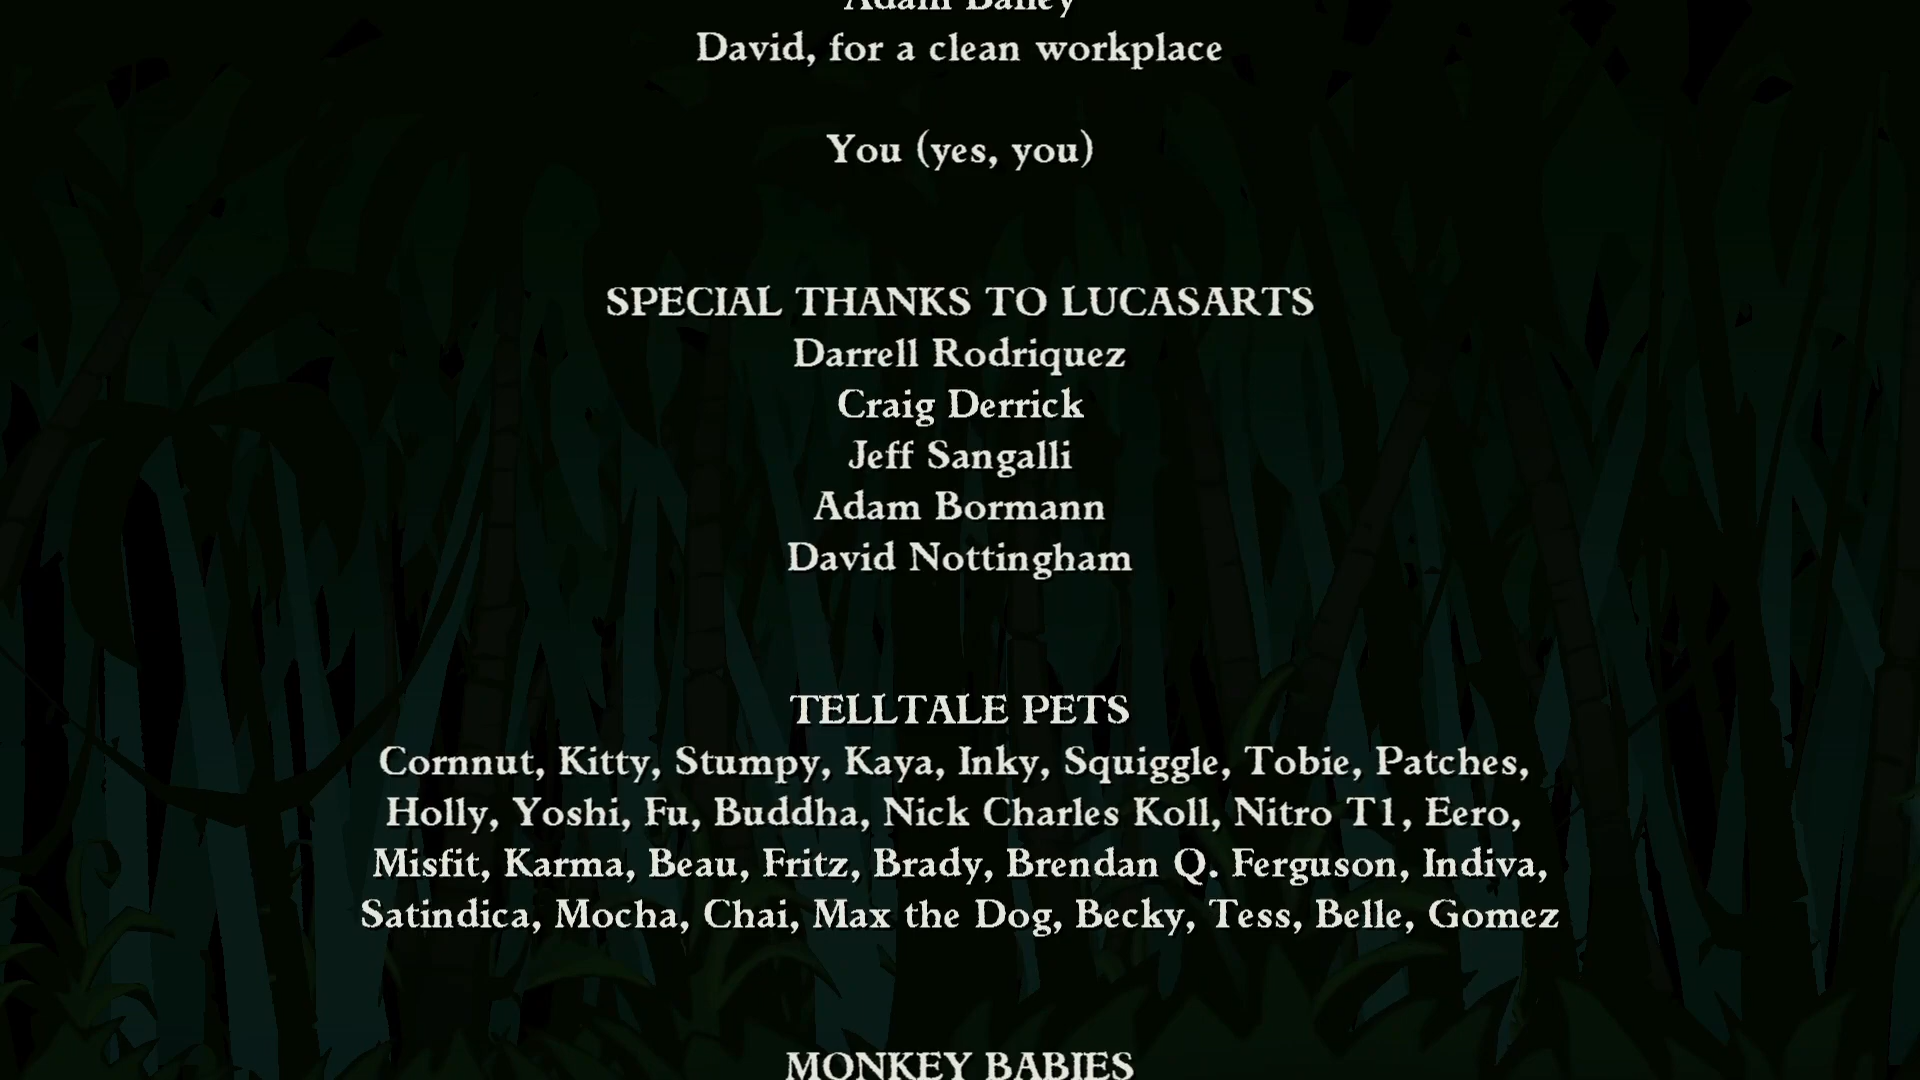 Adam Bailey
David, for a clean workplace
You (yes, you)
SPECIAL THANKS TO LUCASARTS
Darrell Rodriquez
Craig Derrick
Jeff Sangalli
Adam Bormann
David Nottingham
TELLTALE PETS
Cornnut, Kitty, Stumpy, Kaya, Inky, Squiggle, Tobie, Patches,
Holly, Yoshi, Fu, Buddha, Nick Charles Koll, Nitro T1, Eero,
Misfit, Karma, Beau, Fritz, Brady, Brendan Q. Ferguson, Indiva,
Satindica, Mocha, Chai, Max the Dog, Becky, Tess, Belle, Gomez
MONKEY BABIES